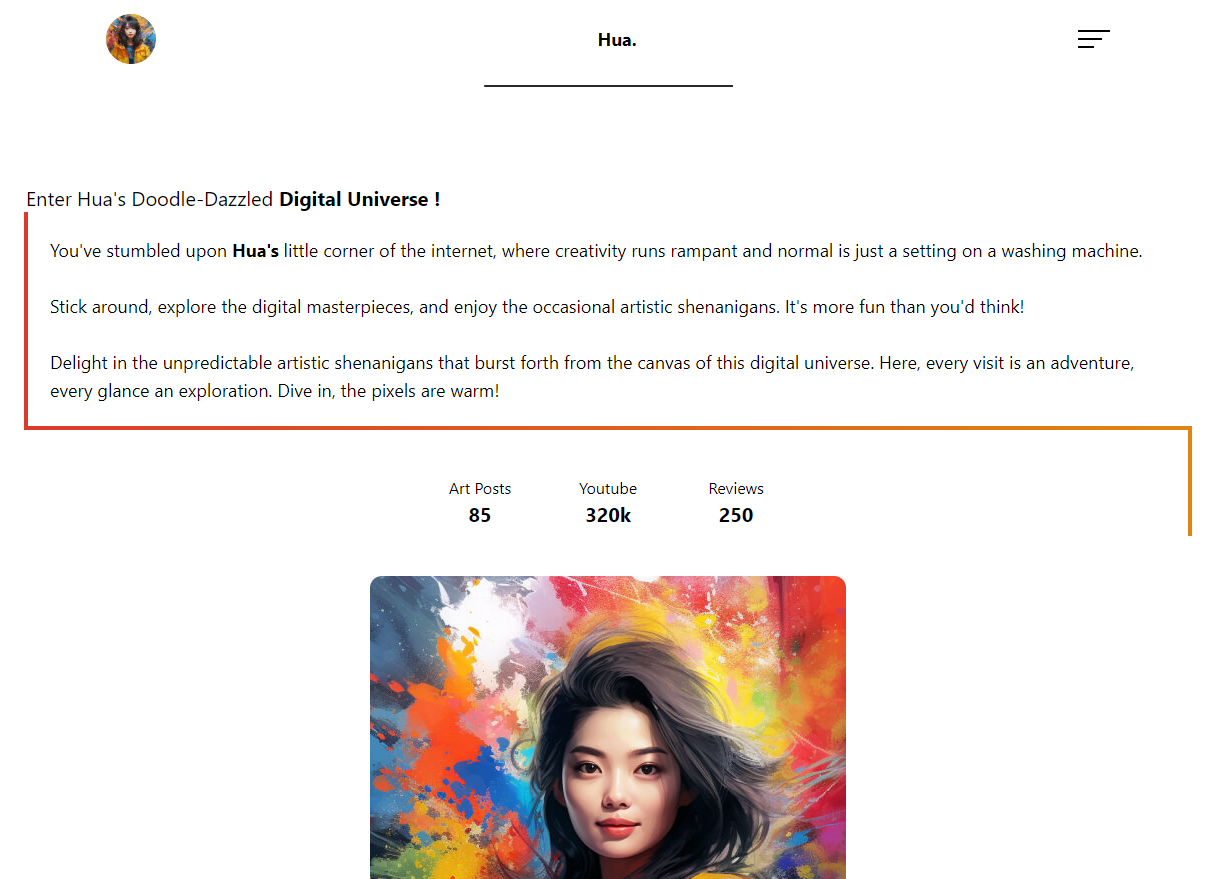 Hua.
Enter Hua's Doodle-Dazzled Digital Universe !
You've stumbled upon Hua's little corner of the internet, where creativity runs rampant and normal is just a setting on a washing machine.
Stick around, explore the digital masterpieces, and enjoy the occasional artistic shenanigans. It's more fun than you'd think!
Delight in the unpredictable artistic shenanigans that burst forth from the canvas of this digital universe. Here, every visit is an adventure,
every glance an exploration. Dive in, the pixels are warm!
Art Posts Youtube Reviews
85 320k 250